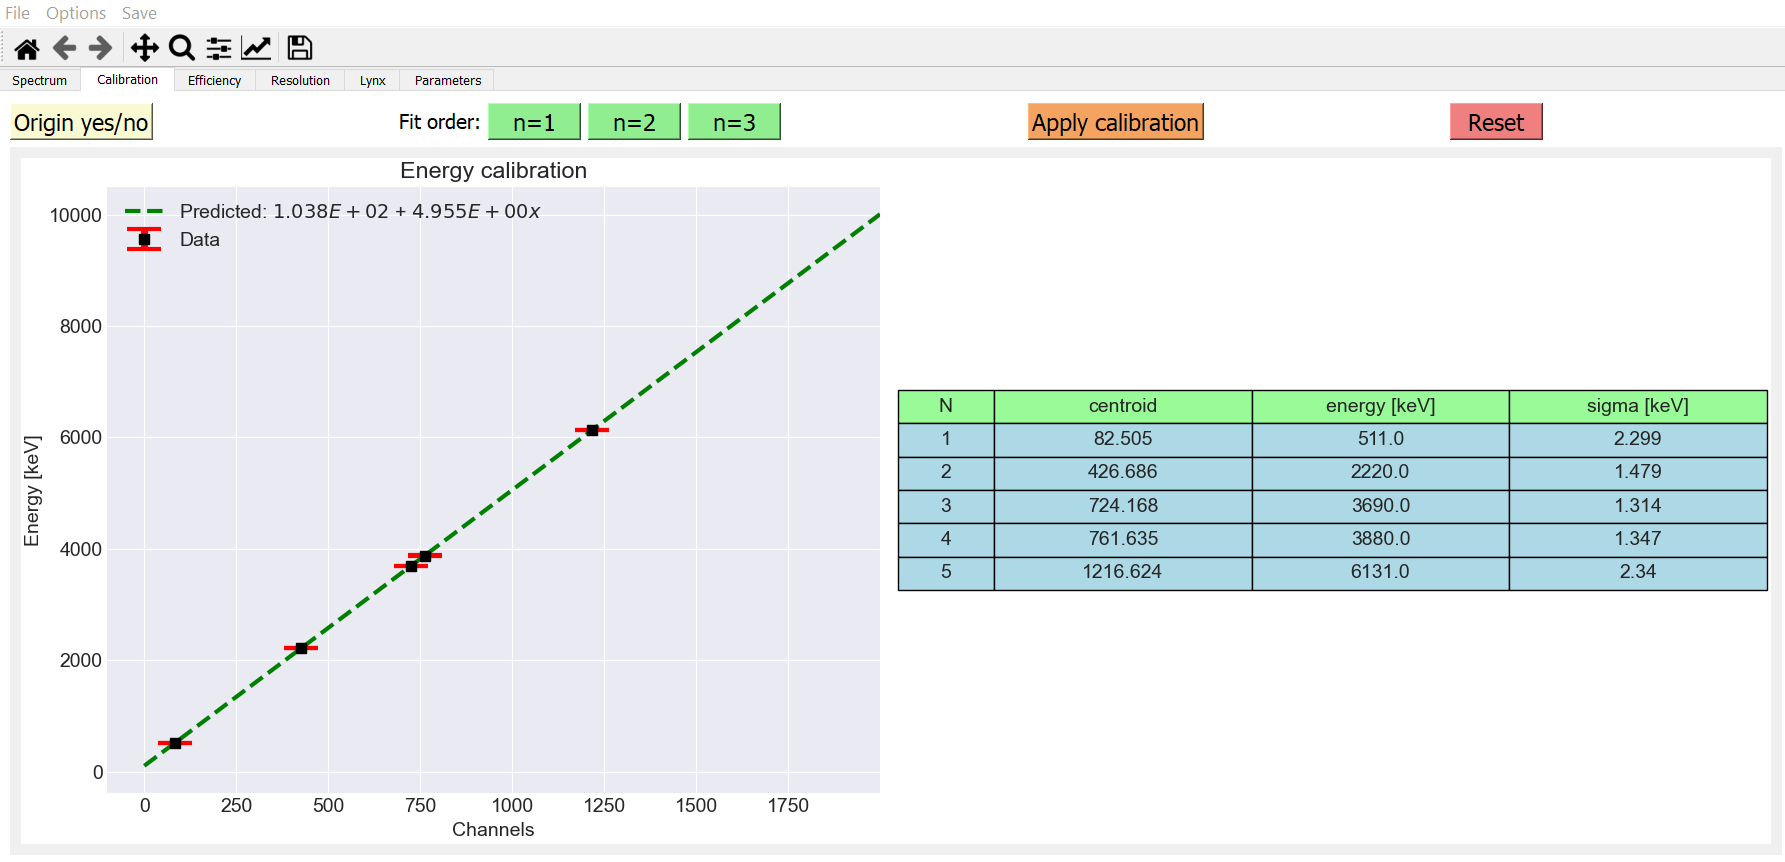 File Options Save
Spectrum Calibration Efficiency Resolution Lynx Parameters
Origin yes/no Fit order: n=1 n=2 n=3 Apply calibration Reset
Energy calibration
Predicted: 1.038E + 02 + 4.955E + 00x
Data
10000
8000
6000
4000
2000
0
Energy [keV]
0 250 500 750 1000 1250 1500 1750
Channels
N centroid energy [keV] sigma [keV]
1 82.505 511.0 2.299
2 426.686 2220.0 1.479
3 724.168 3690.0 1.314
4 761.635 3880.0 1.347
5 1216.624 6131.0 2.34